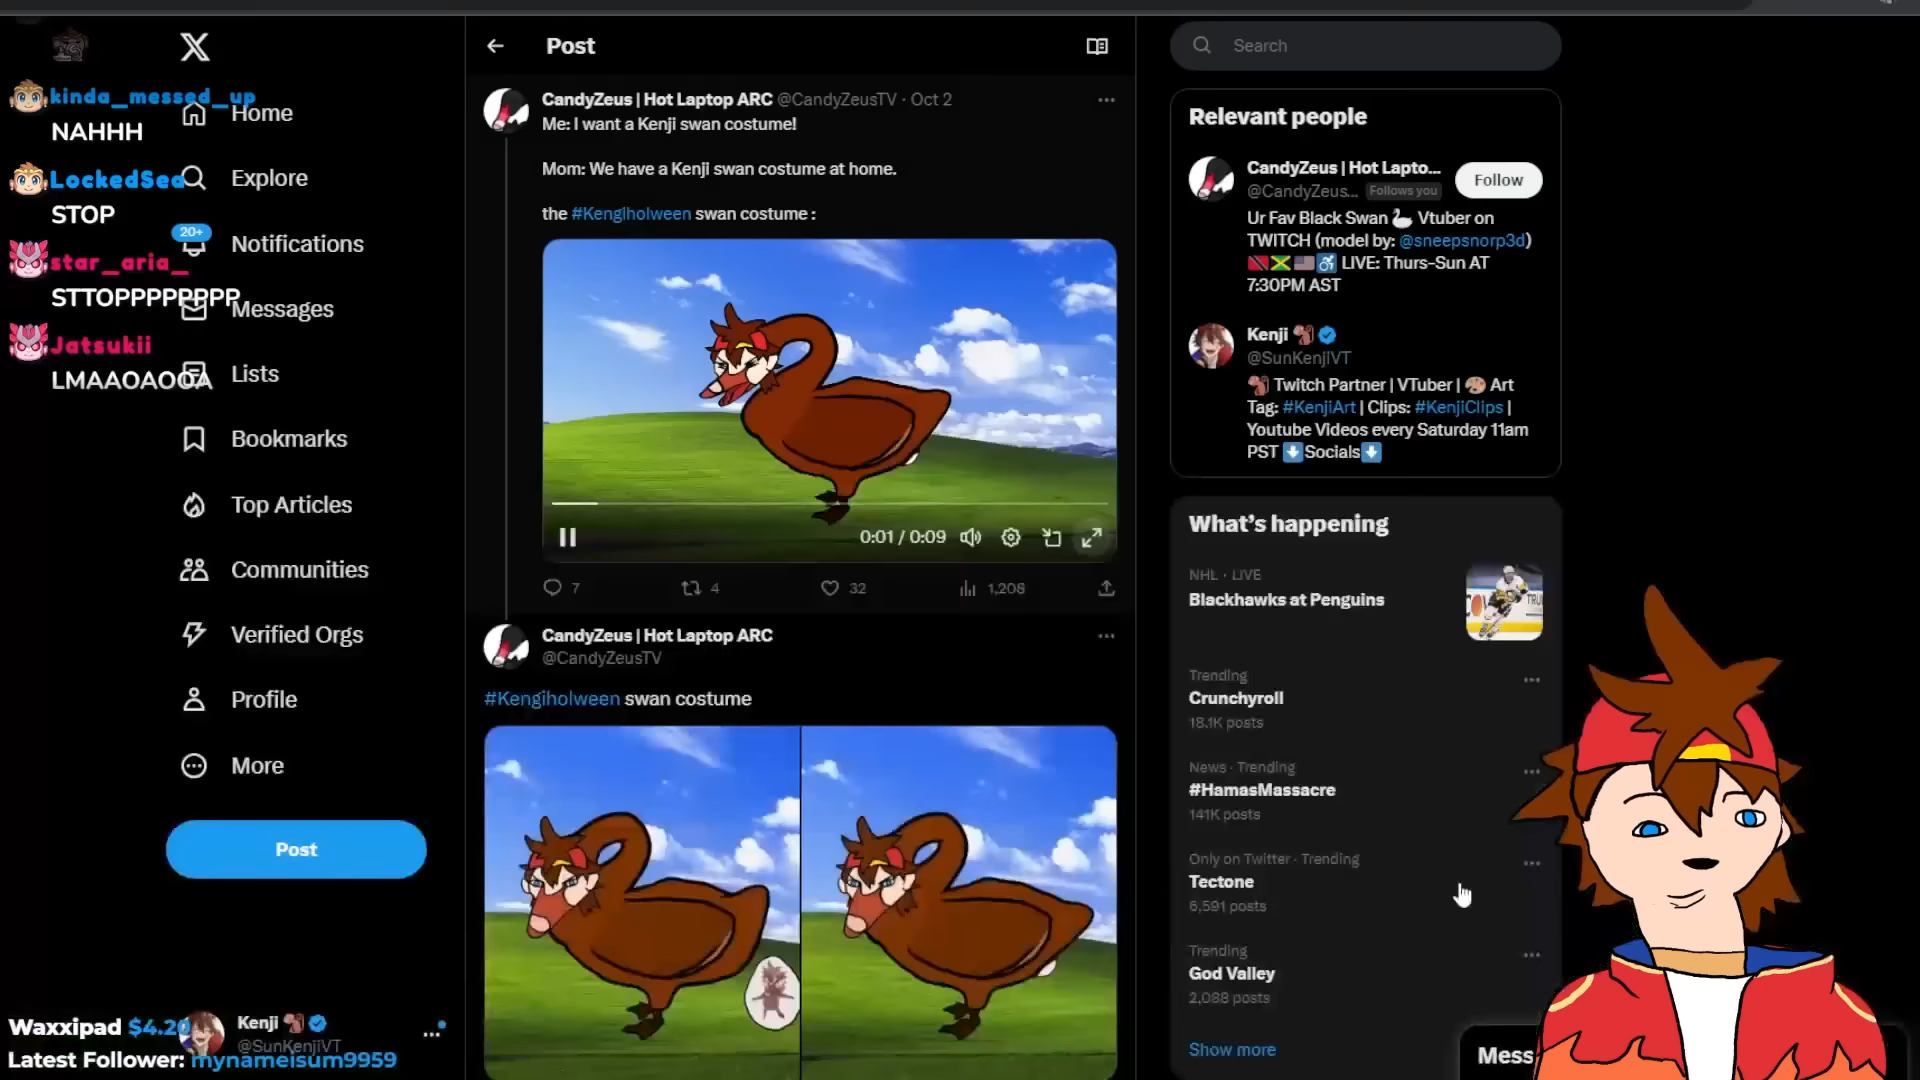 kinda_messed_up
NAHHH
LockedSea
STOP
star_aria_
STTOPPPPPPPP
Jatsukii
LMAAOAOOA
Home
Explore
20+
Notifications
Messages
Lists
Bookmarks
Top Articles
Communities
Verified Orgs
Profile
More
Post
Waxxipad $4.20
Kenji
@SunKenjiVT
Latest Follower: mynameisum9959
Post
CandyZeus | Hot Laptop ARC @CandyZeusTV · Oct 2
Me: I want a Kenji swan costume!
Mom: We have a Kenji swan costume at home.
the #Kengiholween swan costume :
0:01 / 0:09
7
4
32
1,208
CandyZeus | Hot Laptop ARC
@CandyZeusTV
#Kengiholween swan costume
Search
Relevant people
CandyZeus | Hot Lapto...
@CandyZeus... Follows you
Follow
Ur Fav Black Swan Vtuber on
TWITCH (model by: @sneepsnorp3d)
LIVE: Thurs-Sun AT
7:30PM AST
Kenji
@SunKenjiVT
Twitch Partner | VTuber | Art
Tag: #KenjiArt | Clips: #KenjiClips |
Youtube Videos every Saturday 11am
PST Socials
What's happening
NHL · LIVE
Blackhawks at Penguins
Trending
Crunchyroll
18.1K posts
News · Trending
#HamasMassacre
141K posts
Only on Twitter · Trending
Tectone
6,591 posts
Trending
God Valley
2,088 posts
Show more
Mess